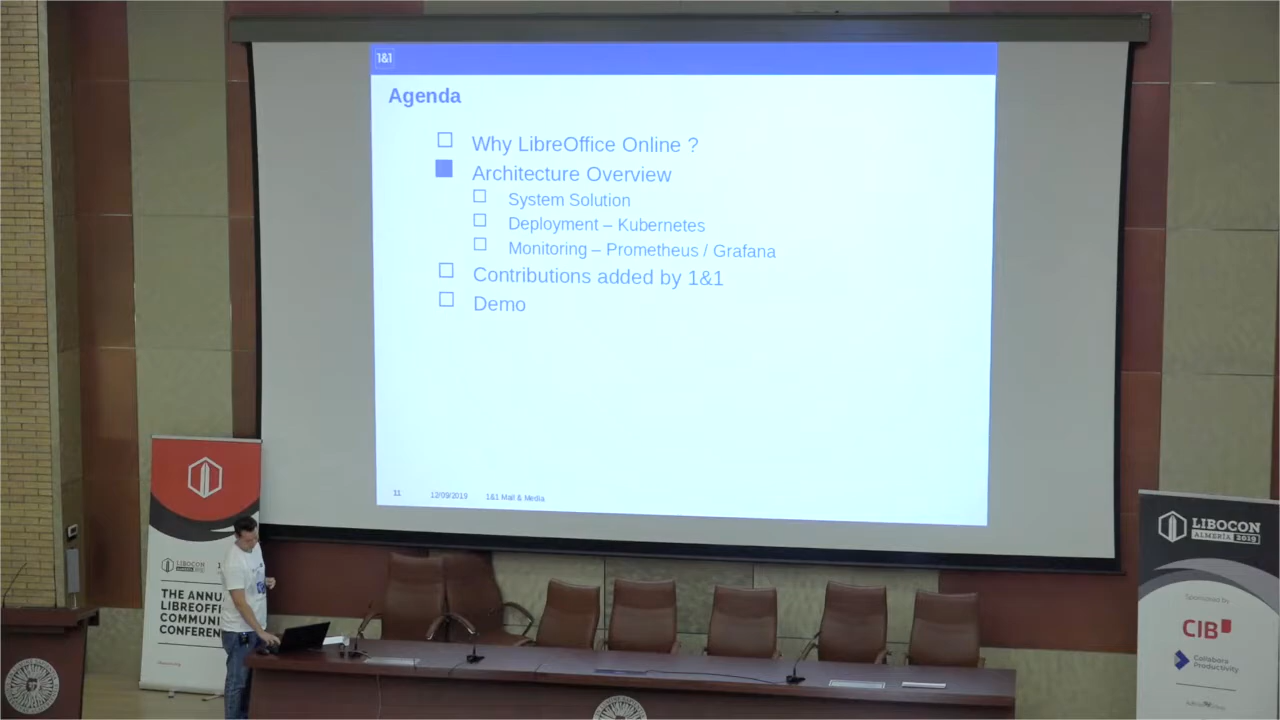 1&1
Agenda
Why LibreOffice Online ?
Architecture Overview
System Solution
Deployment – Kubernetes
Monitoring – Prometheus / Grafana
Contributions added by 1&1
Demo
11 12/09/2019 1&1 Mail & Media
LIBOCON
THE ANNU
LIBREOFFI
COMMUNI
CONFEREN
LIBOCON
ALMERÍA 2019
Sponsored by
CIB
Collabora
Productivity